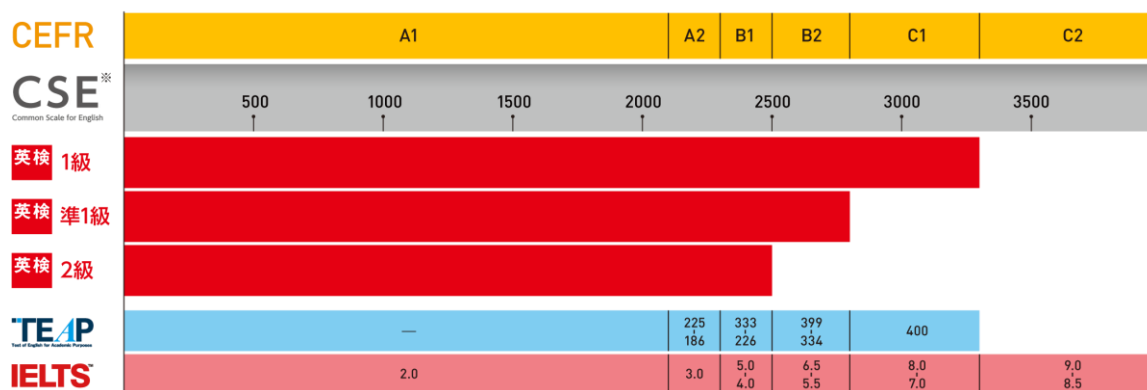 CEFR A1 A2 B1 B2 C1 C2
CSE※
Common Scale for English
500 1000 1500 2000 2500 3000 3500
英検 1級
英検 準1級
英検 2級
TEAP
Test of English for Academic Purposes
— 225 186 333 226 399 334 400
IELTS 2.0 3.0 5.0 4.0 6.5 5.5 8.0 7.0 9.0 8.5